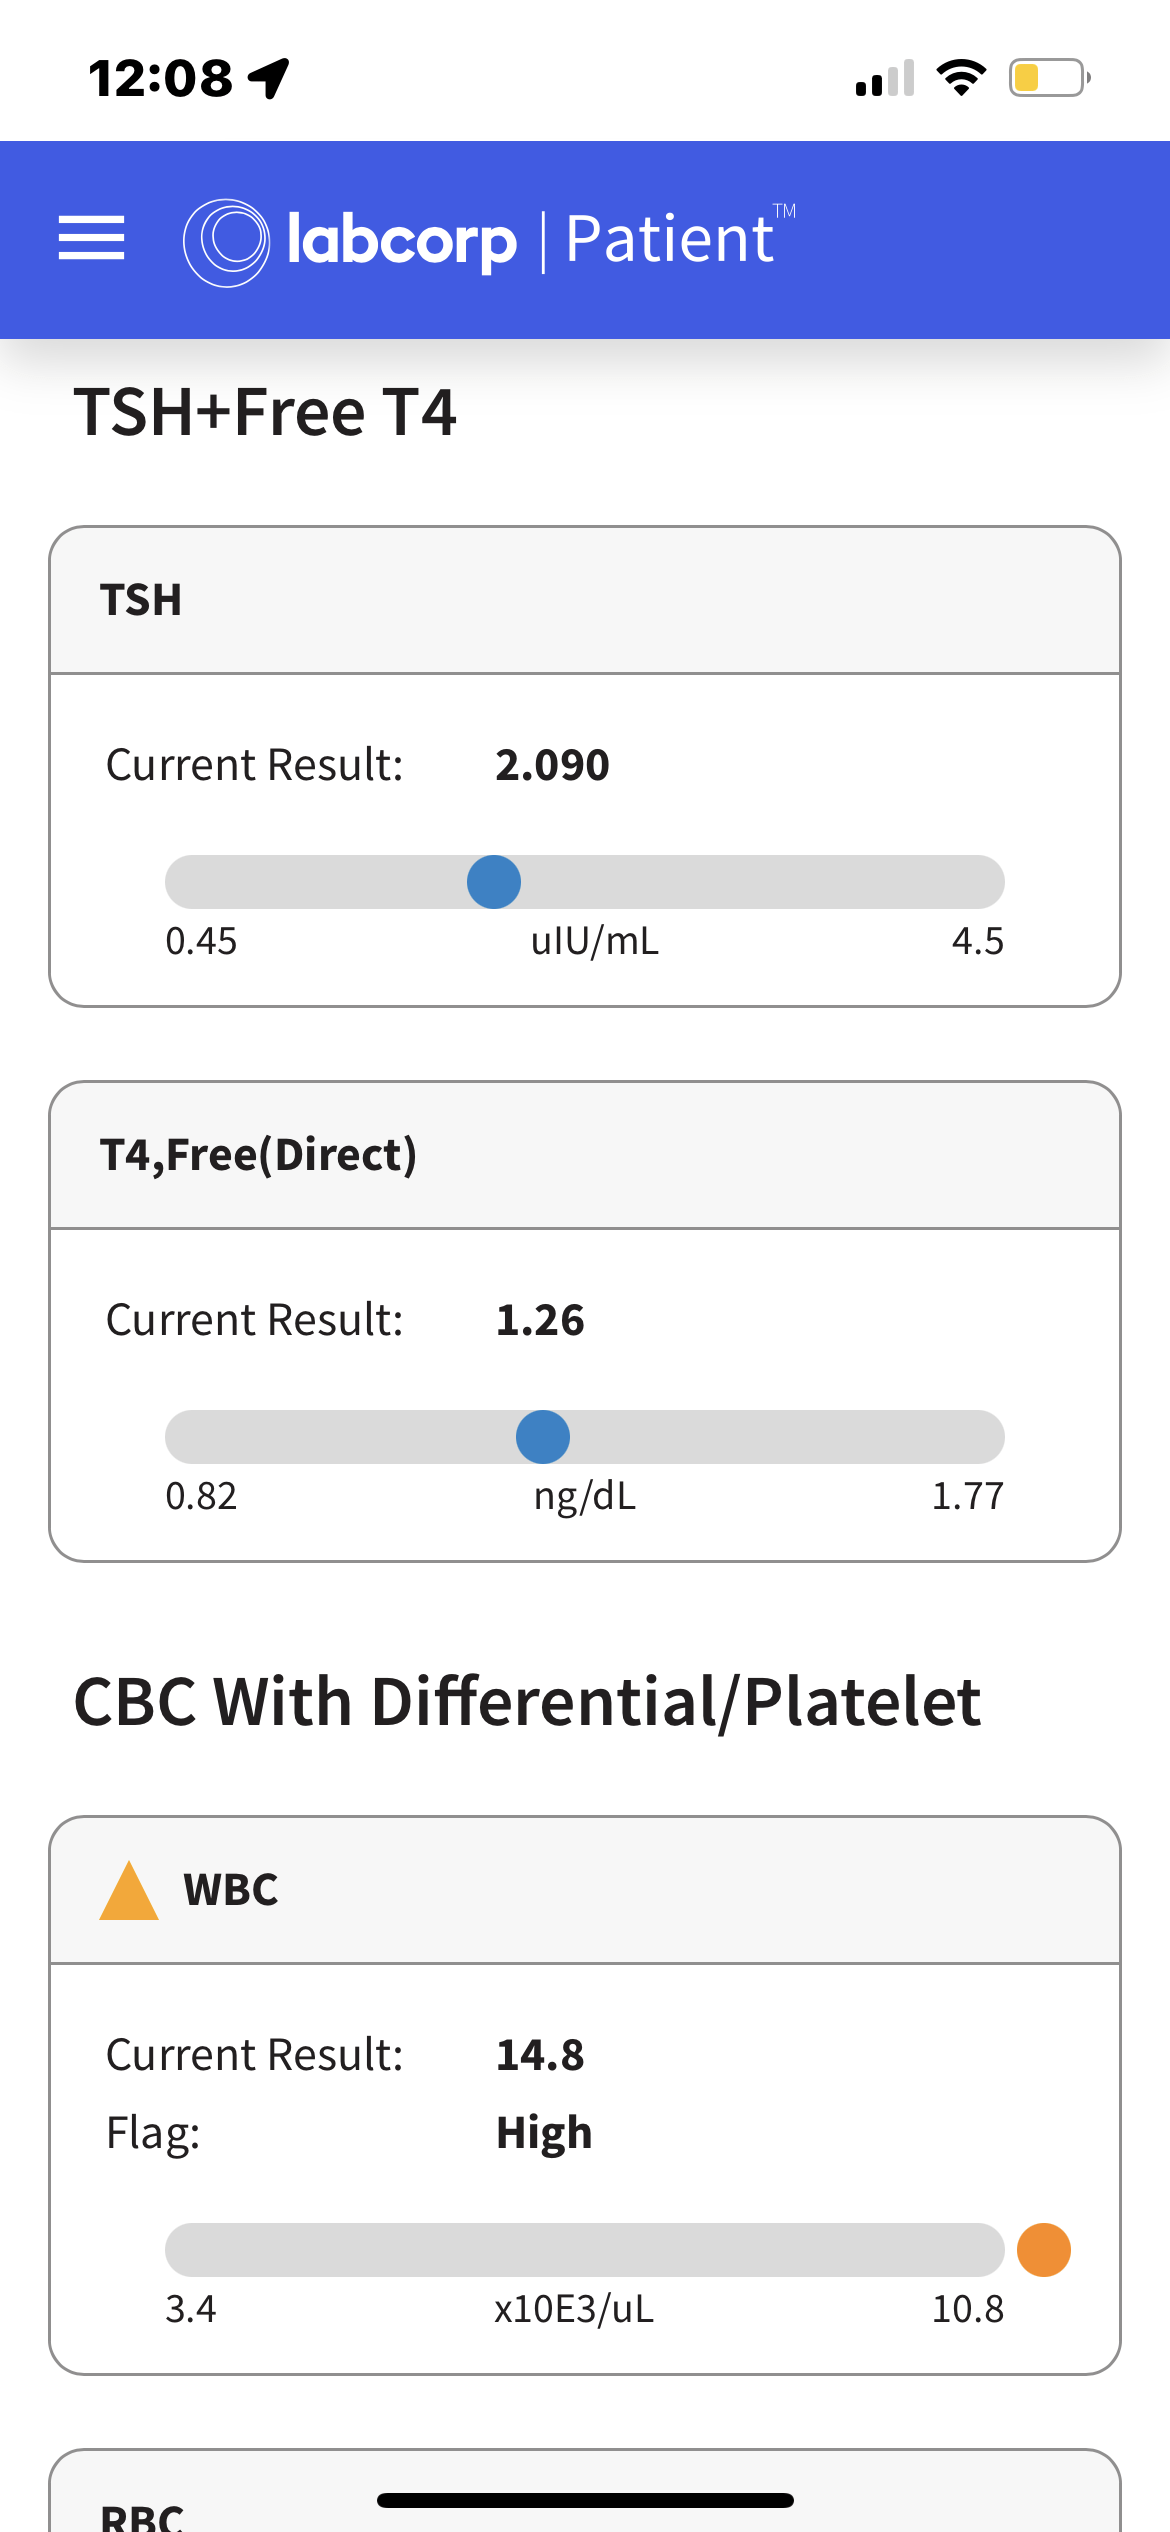 12:08
labcorp | Patient™
TSH+Free T4
TSH
Current Result: 2.090
0.45 uIU/mL 4.5
T4,Free(Direct)
Current Result: 1.26
0.82 ng/dL 1.77
CBC With Differential/Platelet
WBC
Current Result: 14.8
Flag: High
3.4 x10E3/uL 10.8
RBC